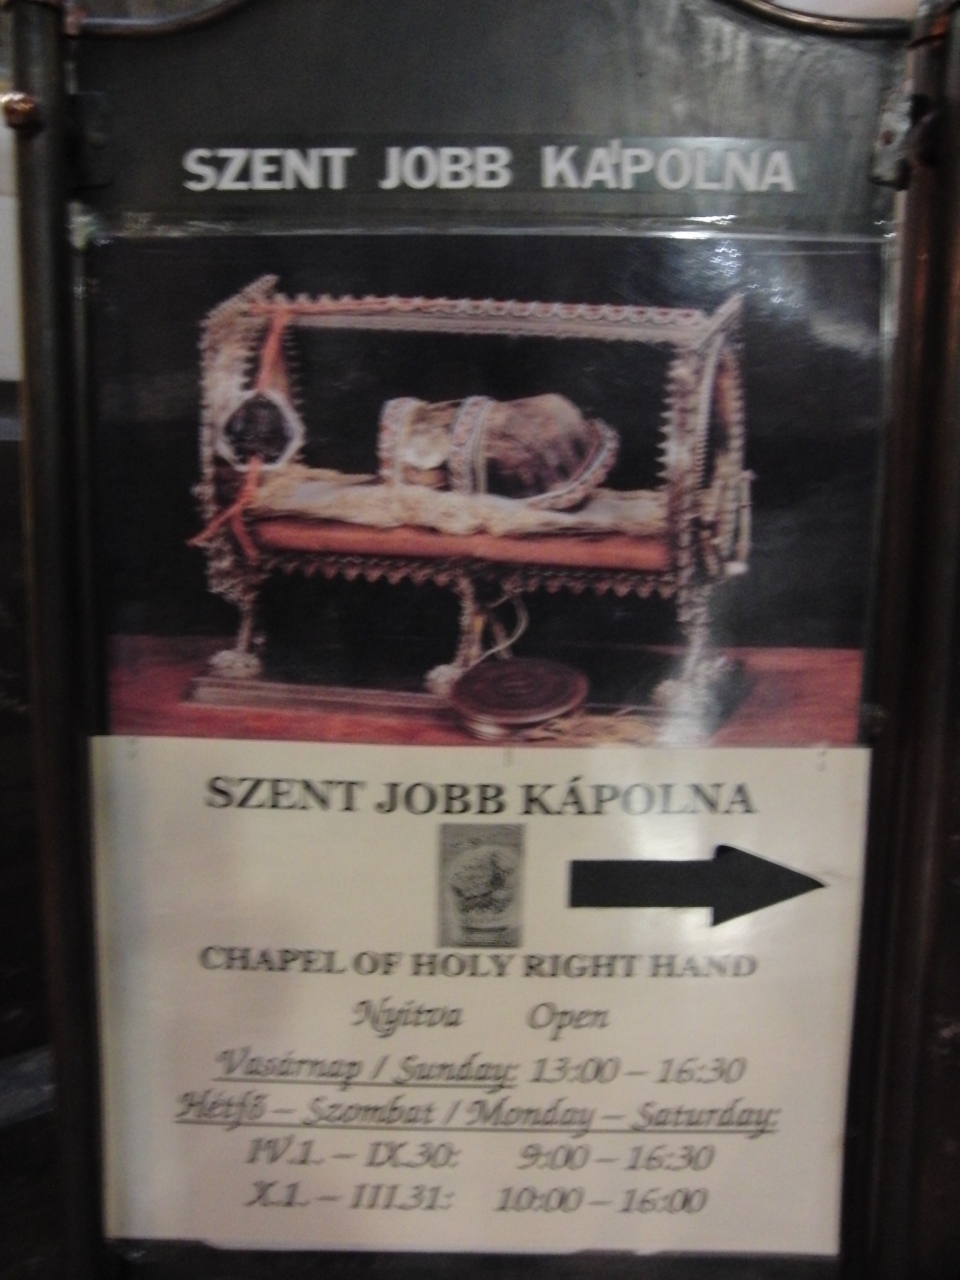 SZENT JOBB KÁPOLNA
SZENT JOBB KÁPOLNA
CHAPEL OF HOLY RIGHT HAND
Nyitva Open
Vasárnap / Sunday: 13:00 – 16:30
Hétfő – Szombat / Monday – Saturday:
IV.1. – IX.30: 9:00 – 16:30
X.1. – III.31: 10:00 – 16:00